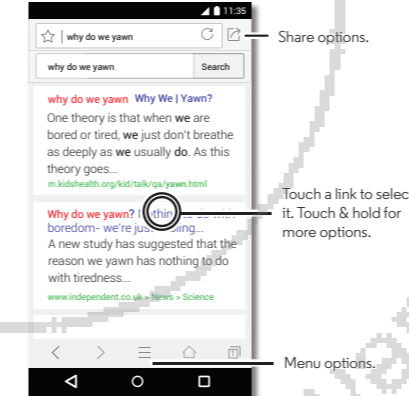 11:35
why do we yawn
Share options.
why do we yawn Search
why do we yawn Why We | Yawn?
One theory is that when we are
bored or tired, we just don't breathe
as deeply as we usually do. As this
theory goes...
m.kidshealth.org/kid/talk/qa/yawn.html
Touch a link to selec
it. Touch & hold for
more options.
Why do we yawn? with
boredom- we're jus
A new study has suggested that the
reason we yawn has nothing to do
with tiredness...
www.independent.co.uk > News > Science
1
Menu options.